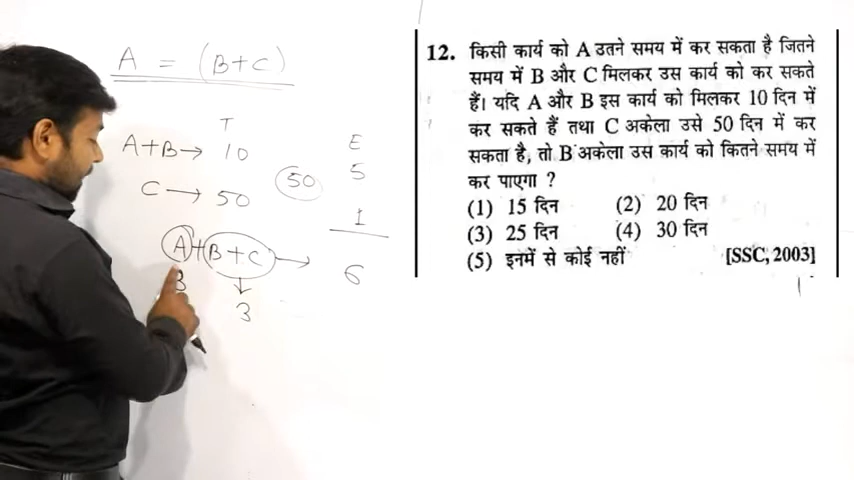 A = (B+C)
T
A+B→ 10
E
5
C → 50
50
1
A+B+C → 6
3
3
12. किसी कार्य को A उतने समय में कर सकता है जितने
समय में B और C मिलकर उस कार्य को कर सकते
हैं। यदि A और B इस कार्य को मिलकर 10 दिन में
कर सकते हैं तथा C अकेला उसे 50 दिन में कर
सकता है, तो B अकेला उस कार्य को कितने समय में
कर पाएगा ?
(1) 15 दिन (2) 20 दिन
(3) 25 दिन (4) 30 दिन
(5) इनमें से कोई नहीं [SSC, 2003]